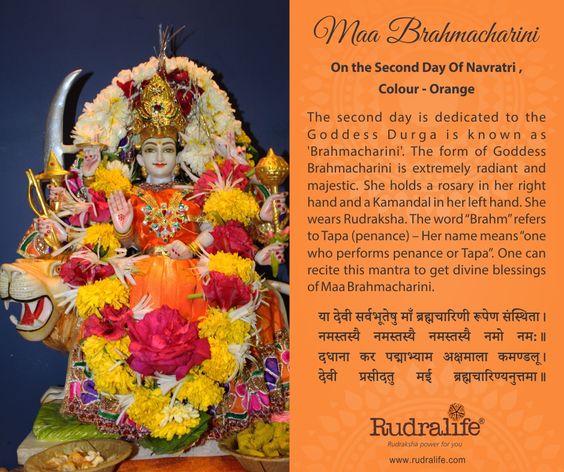 Maa Brahmacharini
On the Second Day Of Navratri ,
Colour - Orange
The second day is dedicated to the
Goddess Durga is known as
'Brahmacharini'. The form of Goddess
Brahmacharini is extremely radiant and
majestic. She holds a rosary in her right
hand and a Kamandal in her left hand. She
wears Rudraksha. The word “Brahm” refers
to Tapa (penance) – Her name means “one
who performs penance or Tapa”. One can
recite this mantra to get divine blessings
of Maa Brahmacharini.
या देवी सर्वभूतेषु माँ ब्रह्मचारिणी रूपेण संस्थिता।
नमस्तस्यै नमस्तस्यै नमस्तस्यै नमो नम:॥
दधाना कर पद्माभ्याम अक्षमाला कमण्डलू।
देवी प्रसीदतु मई ब्रह्मचारिण्यनुत्तमा॥
Rudralife®
Rudraksha power for you
www.rudralife.com